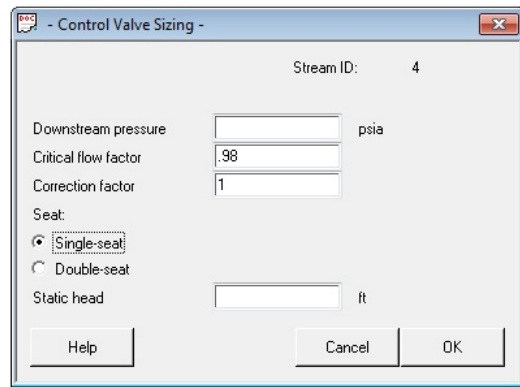 DOC
- Control Valve Sizing -
Stream ID: 4
Downstream pressure psia
Critical flow factor .98
Correction factor 1
Seat:
Single-seat
Double-seat
Static head ft
Help Cancel OK